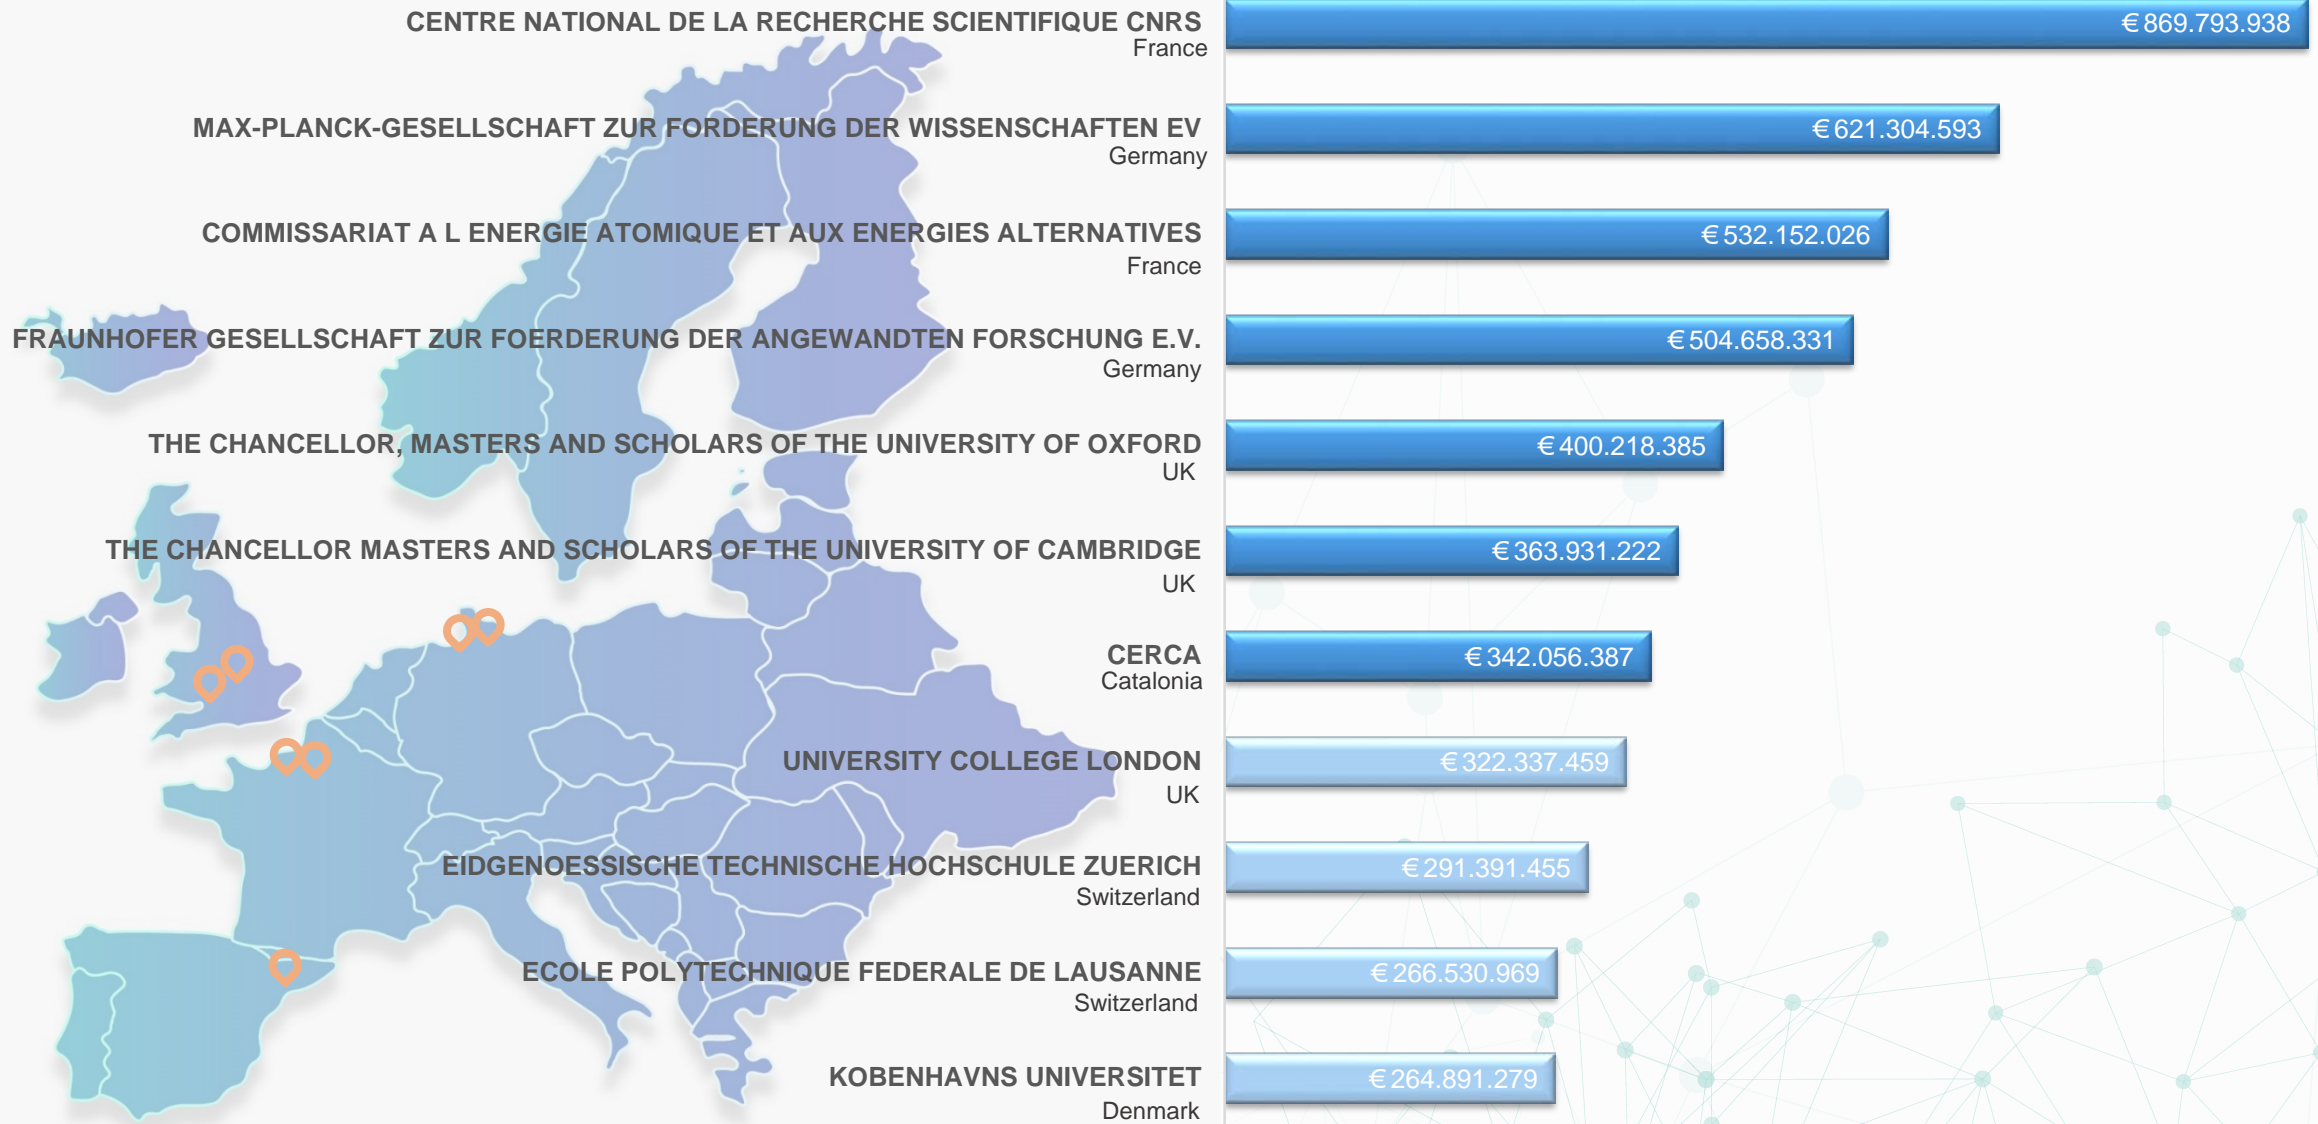 CENTRE NATIONAL DE LA RECHERCHE SCIENTIFIQUE CNRS
France
€ 869.793.938
MAX-PLANCK-GESELLSCHAFT ZUR FORDERUNG DER WISSENSCHAFTEN EV
Germany
€ 621.304.593
COMMISSARIAT A L ENERGIE ATOMIQUE ET AUX ENERGIES ALTERNATIVES
France
€ 532.152.026
FRAUNHOFER GESELLSCHAFT ZUR FOERDERUNG DER ANGEWANDTEN FORSCHUNG E.V.
Germany
€ 504.658.331
THE CHANCELLOR, MASTERS AND SCHOLARS OF THE UNIVERSITY OF OXFORD
UK
€ 400.218.385
THE CHANCELLOR MASTERS AND SCHOLARS OF THE UNIVERSITY OF CAMBRIDGE
UK
€ 363.931.222
CERCA
Catalonia
€ 342.056.387
UNIVERSITY COLLEGE LONDON
UK
€ 322.337.459
EIDGENOESSISCHE TECHNISCHE HOCHSCHULE ZUERICH
Switzerland
€ 291.391.455
ECOLE POLYTECHNIQUE FEDERALE DE LAUSANNE
Switzerland
€ 266.530.969
KOBENHAVNS UNIVERSITET
Denmark
€ 264.891.279